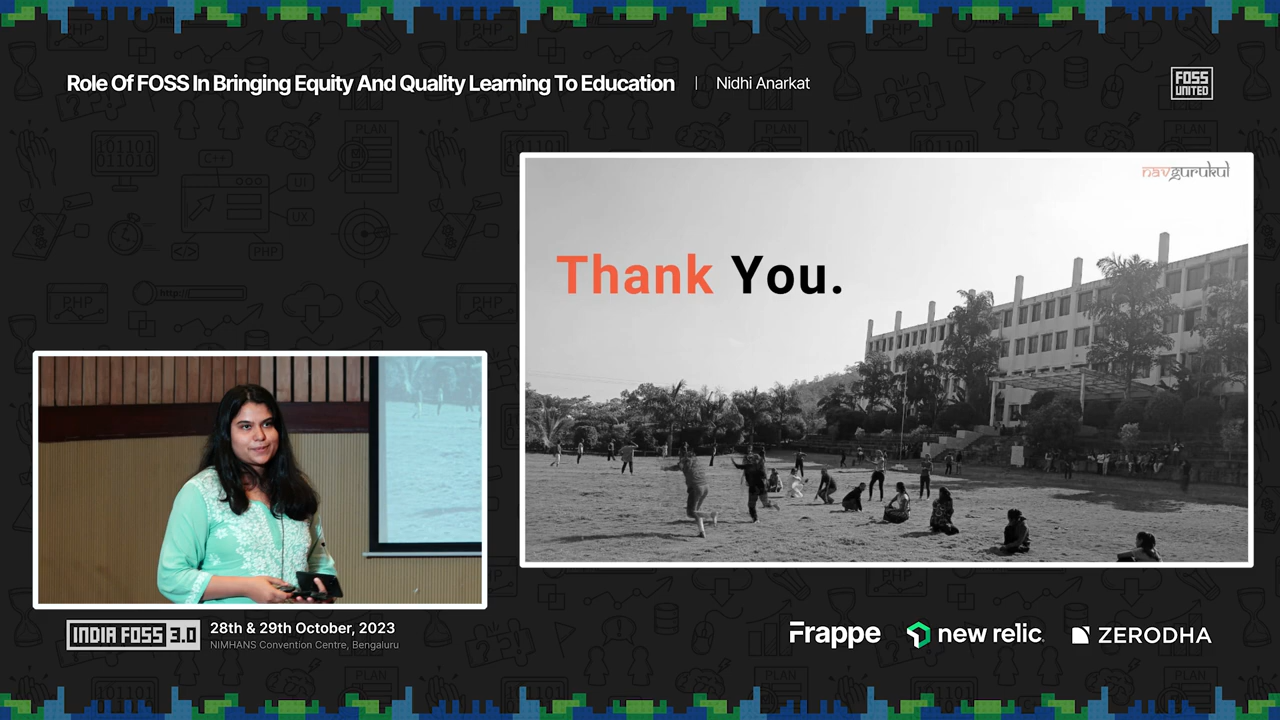 Role Of FOSS In Bringing Equity And Quality Learning To Education | Nidhi Anarkat
FOSS
UNITED
navgurukul
Thank You.
INDIA FOSS 3.0
28th & 29th October, 2023
NIMHANS Convention Centre, Bengaluru
Frappe
new relic
ZERODHA